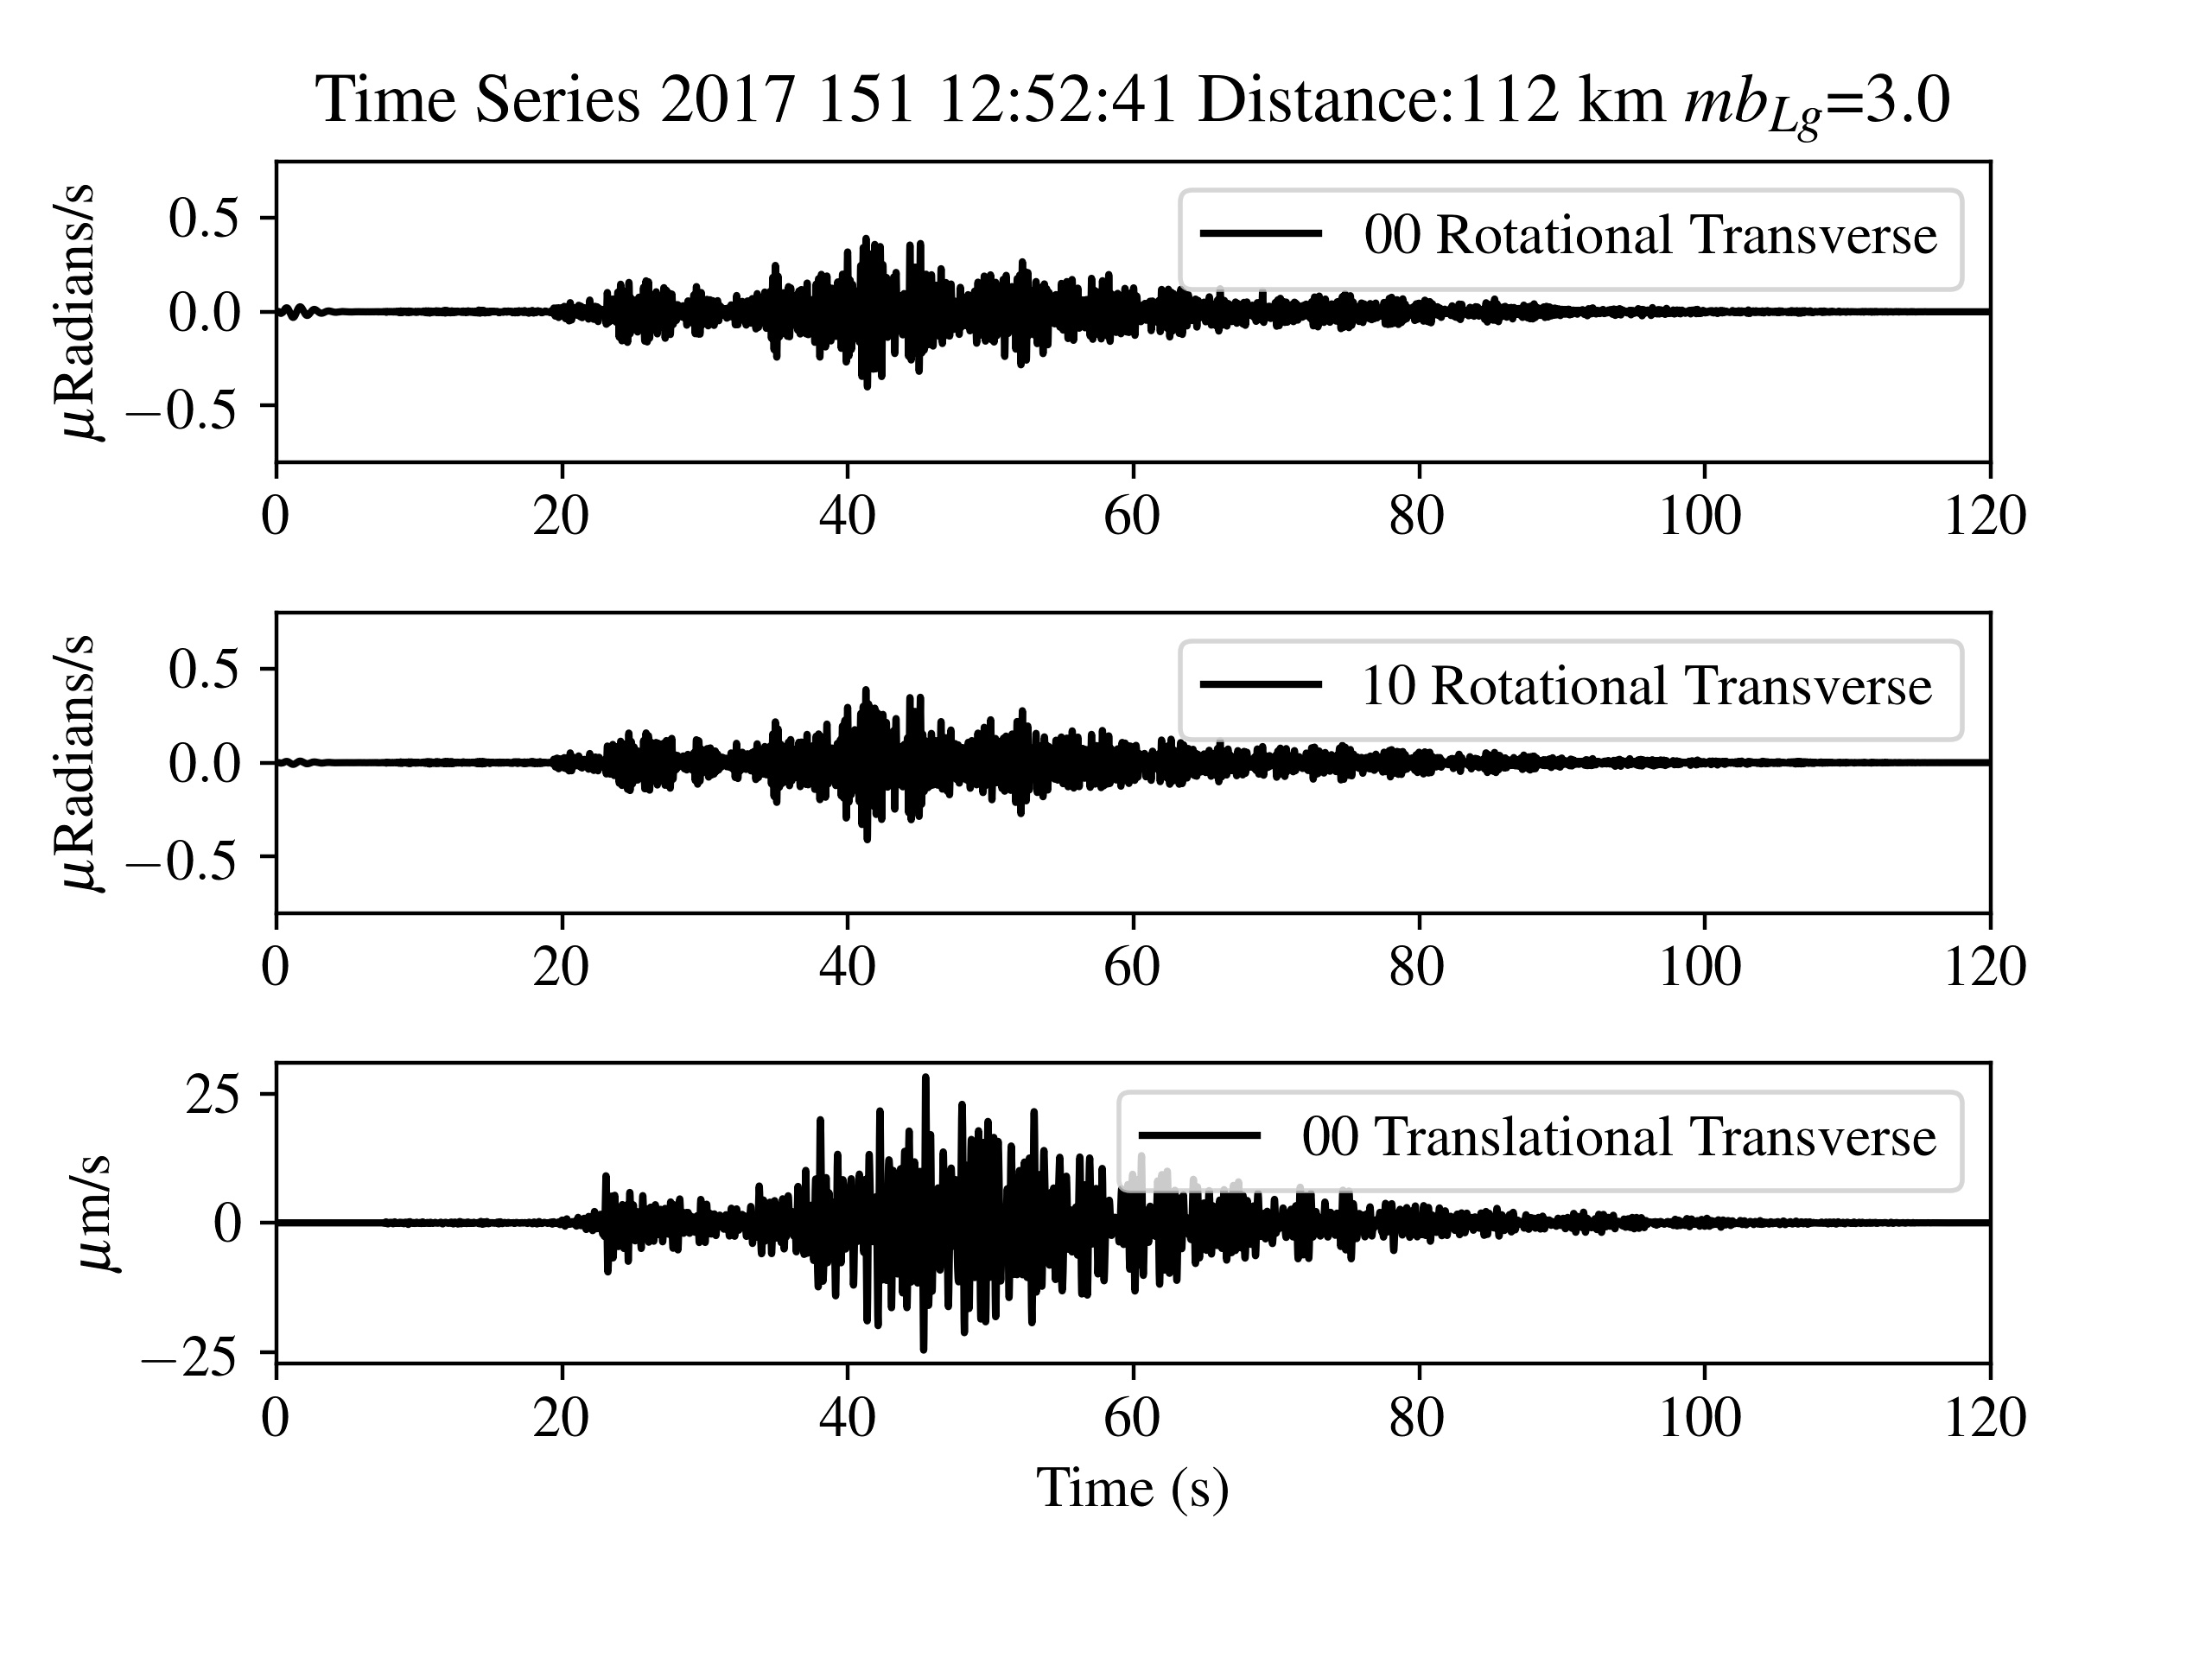 Time Series 2017 151 12:52:41 Distance:112 km mb_Lg=3.0
μRadians/s
0.5
0.0
−0.5
00 Rotational Transverse
0 20 40 60 80 100 120
μRadians/s
0.5
0.0
−0.5
10 Rotational Transverse
0 20 40 60 80 100 120
μm/s
25
0
−25
00 Translational Transverse
0 20 40 60 80 100 120
Time (s)